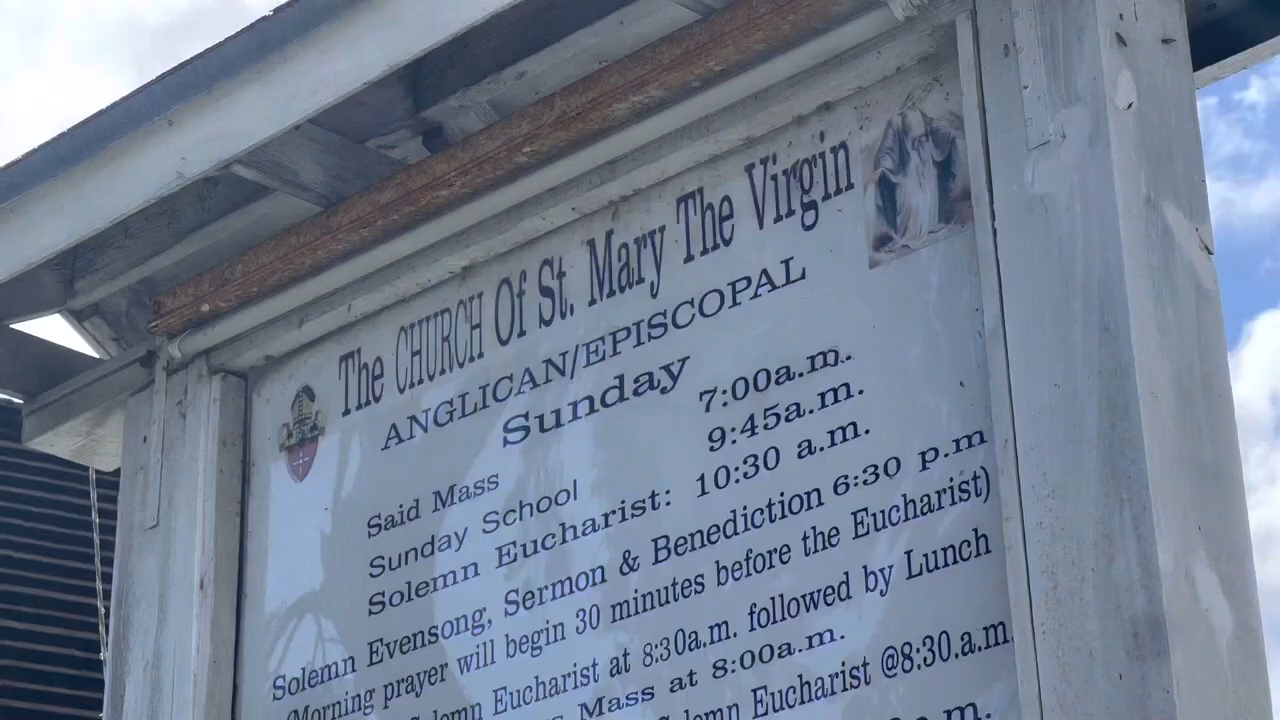 The CHURCH Of St. Mary The Virgin
ANGLICAN/EPISCOPAL
Sunday
Said Mass 7:00a.m.
Sunday School 9:45a.m.
Solemn Eucharist: 10:30 a.m.
Solemn Evensong, Sermon & Benediction 6:30 p.m
(Morning prayer will begin 30 minutes before the Eucharist)
Solemn Eucharist at 8:30a.m. followed by Lunch
Mass at 8:00a.m.
Solemn Eucharist @8:30.a.m.